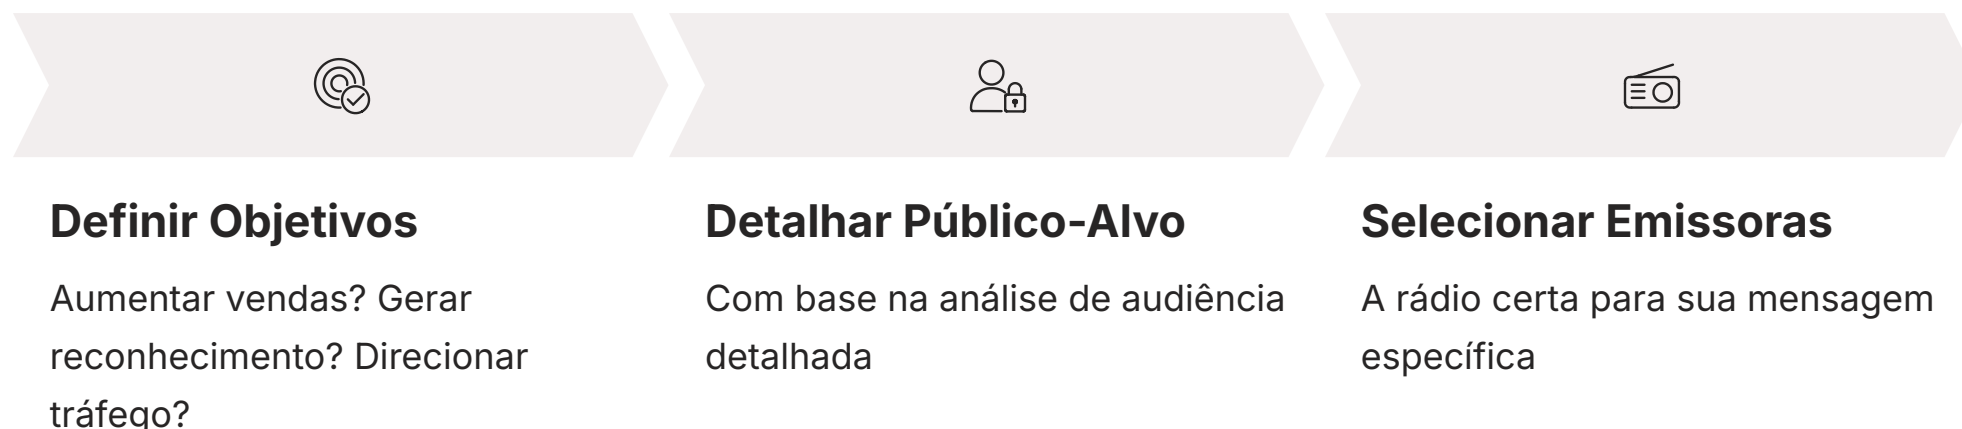 Definir Objetivos
Aumentar vendas? Gerar
reconhecimento? Direcionar
tráfego?
Detalhar Público-Alvo
Com base na análise de audiência
detalhada
Selecionar Emissoras
A rádio certa para sua mensagem
específica